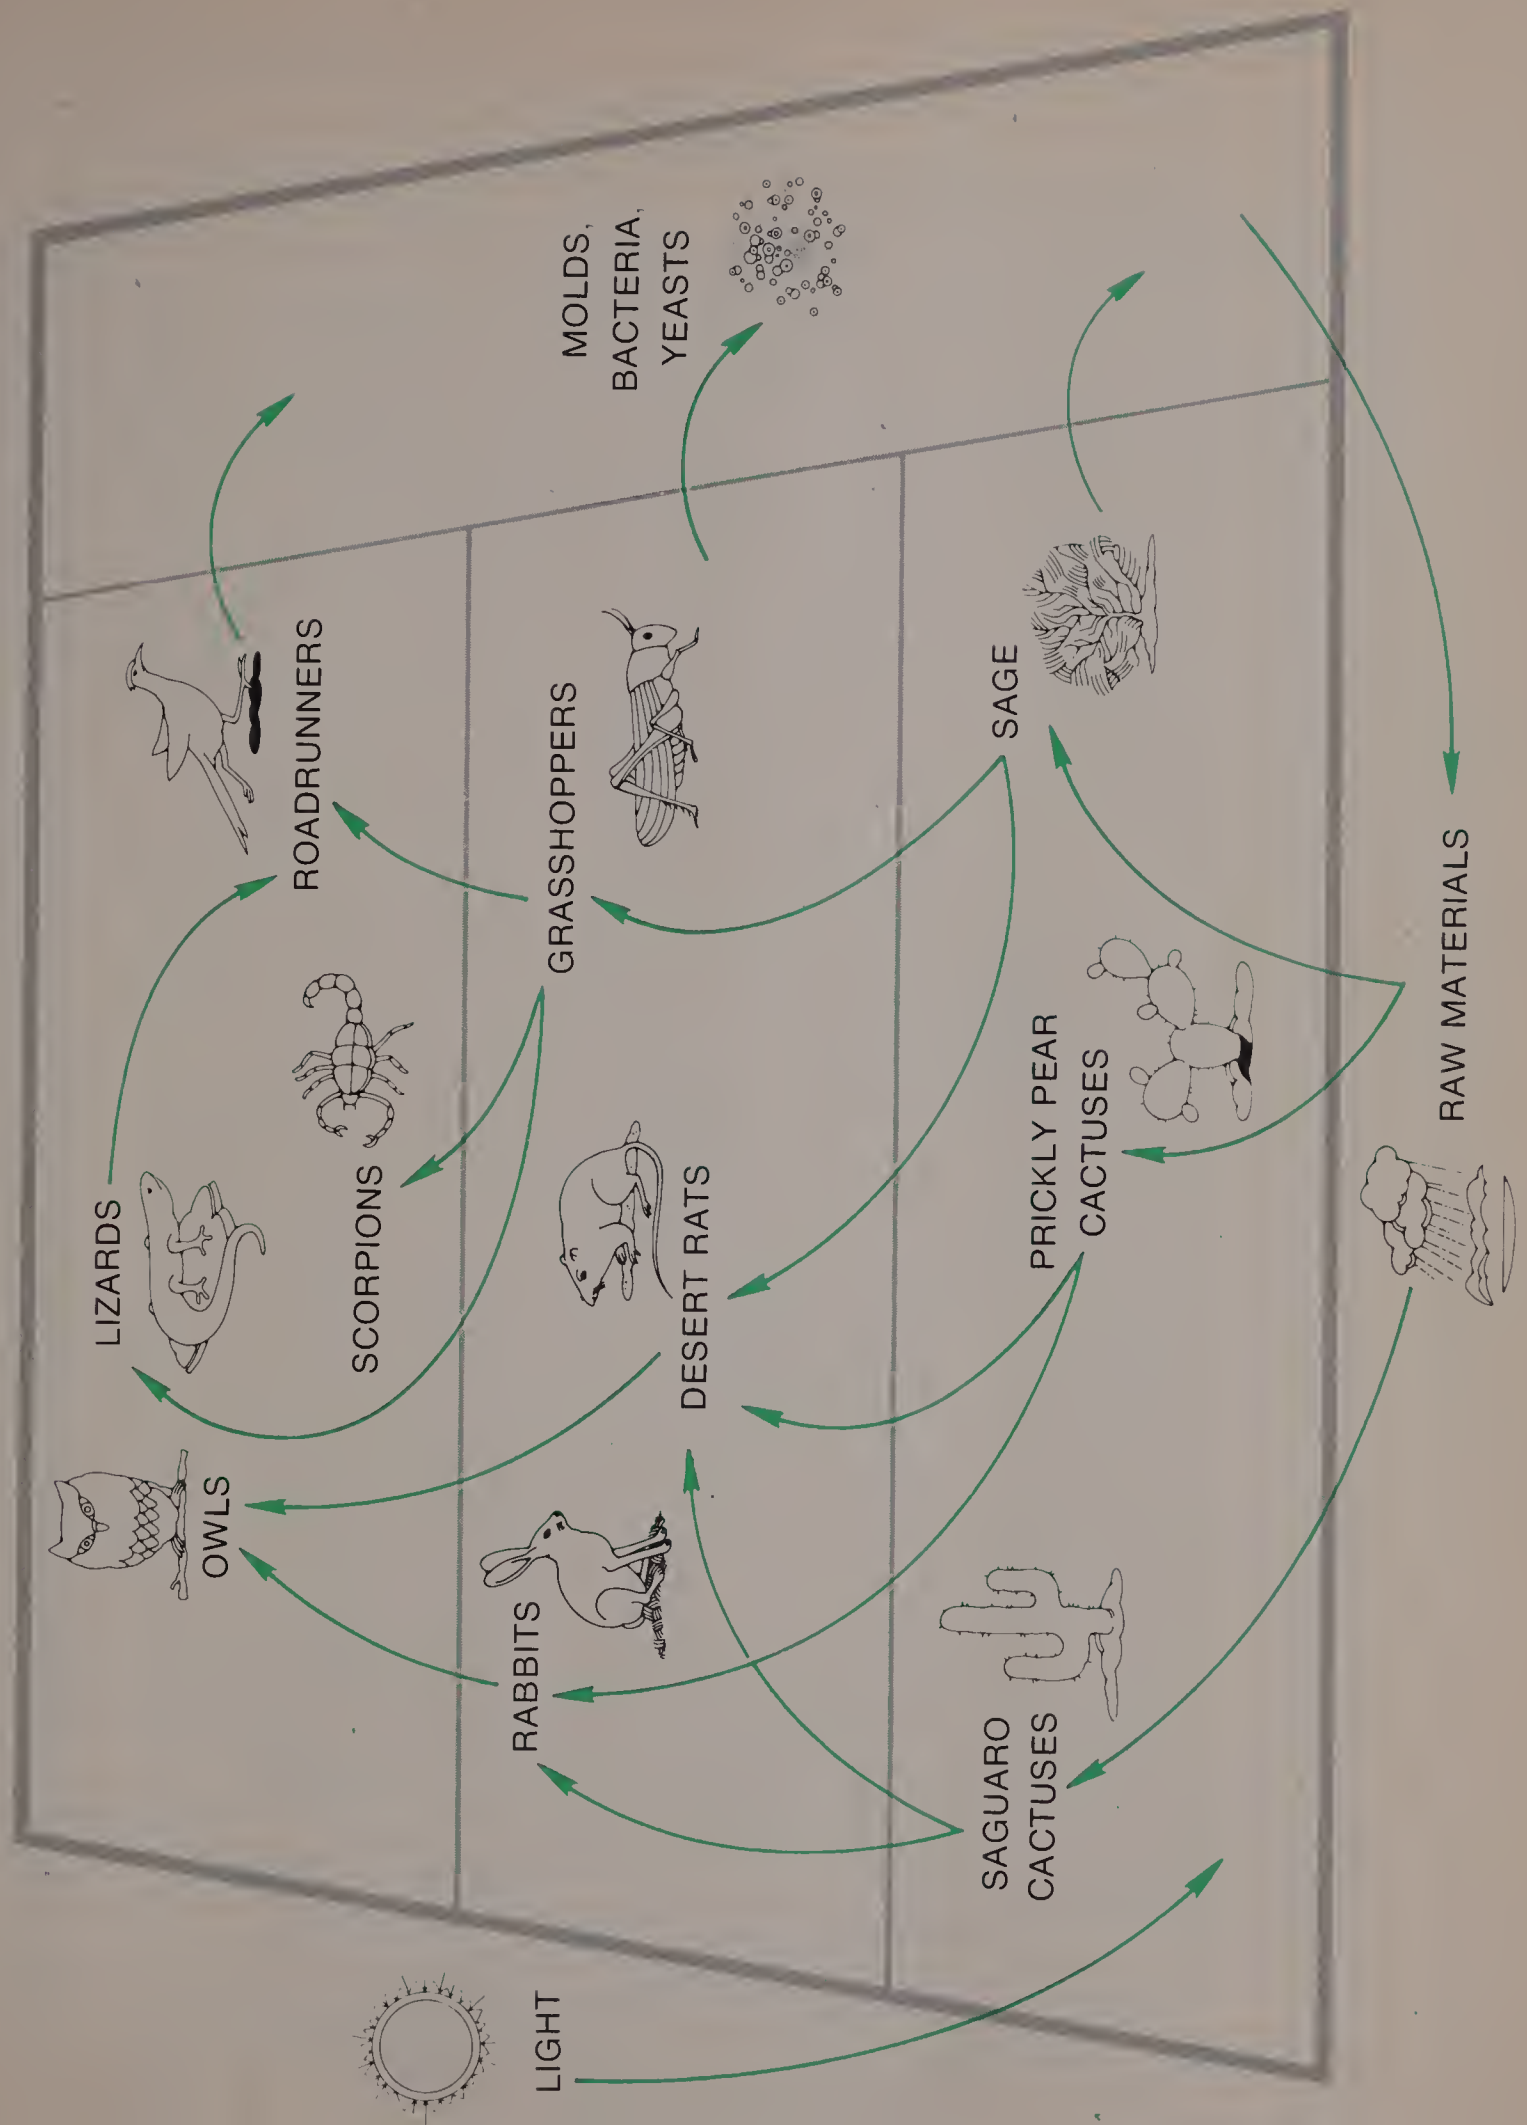 LIZARDS
OWLS
ROADRUNNERS
SCORPIONS
LIGHT
RABBITS
GRASSHOPPERS
MOLDS,
BACTERIA,
YEASTS
DESERT RATS
SAGUARO
CACTUSES
PRICKLY PEAR
CACTUSES
SAGE
RAW MATERIALS